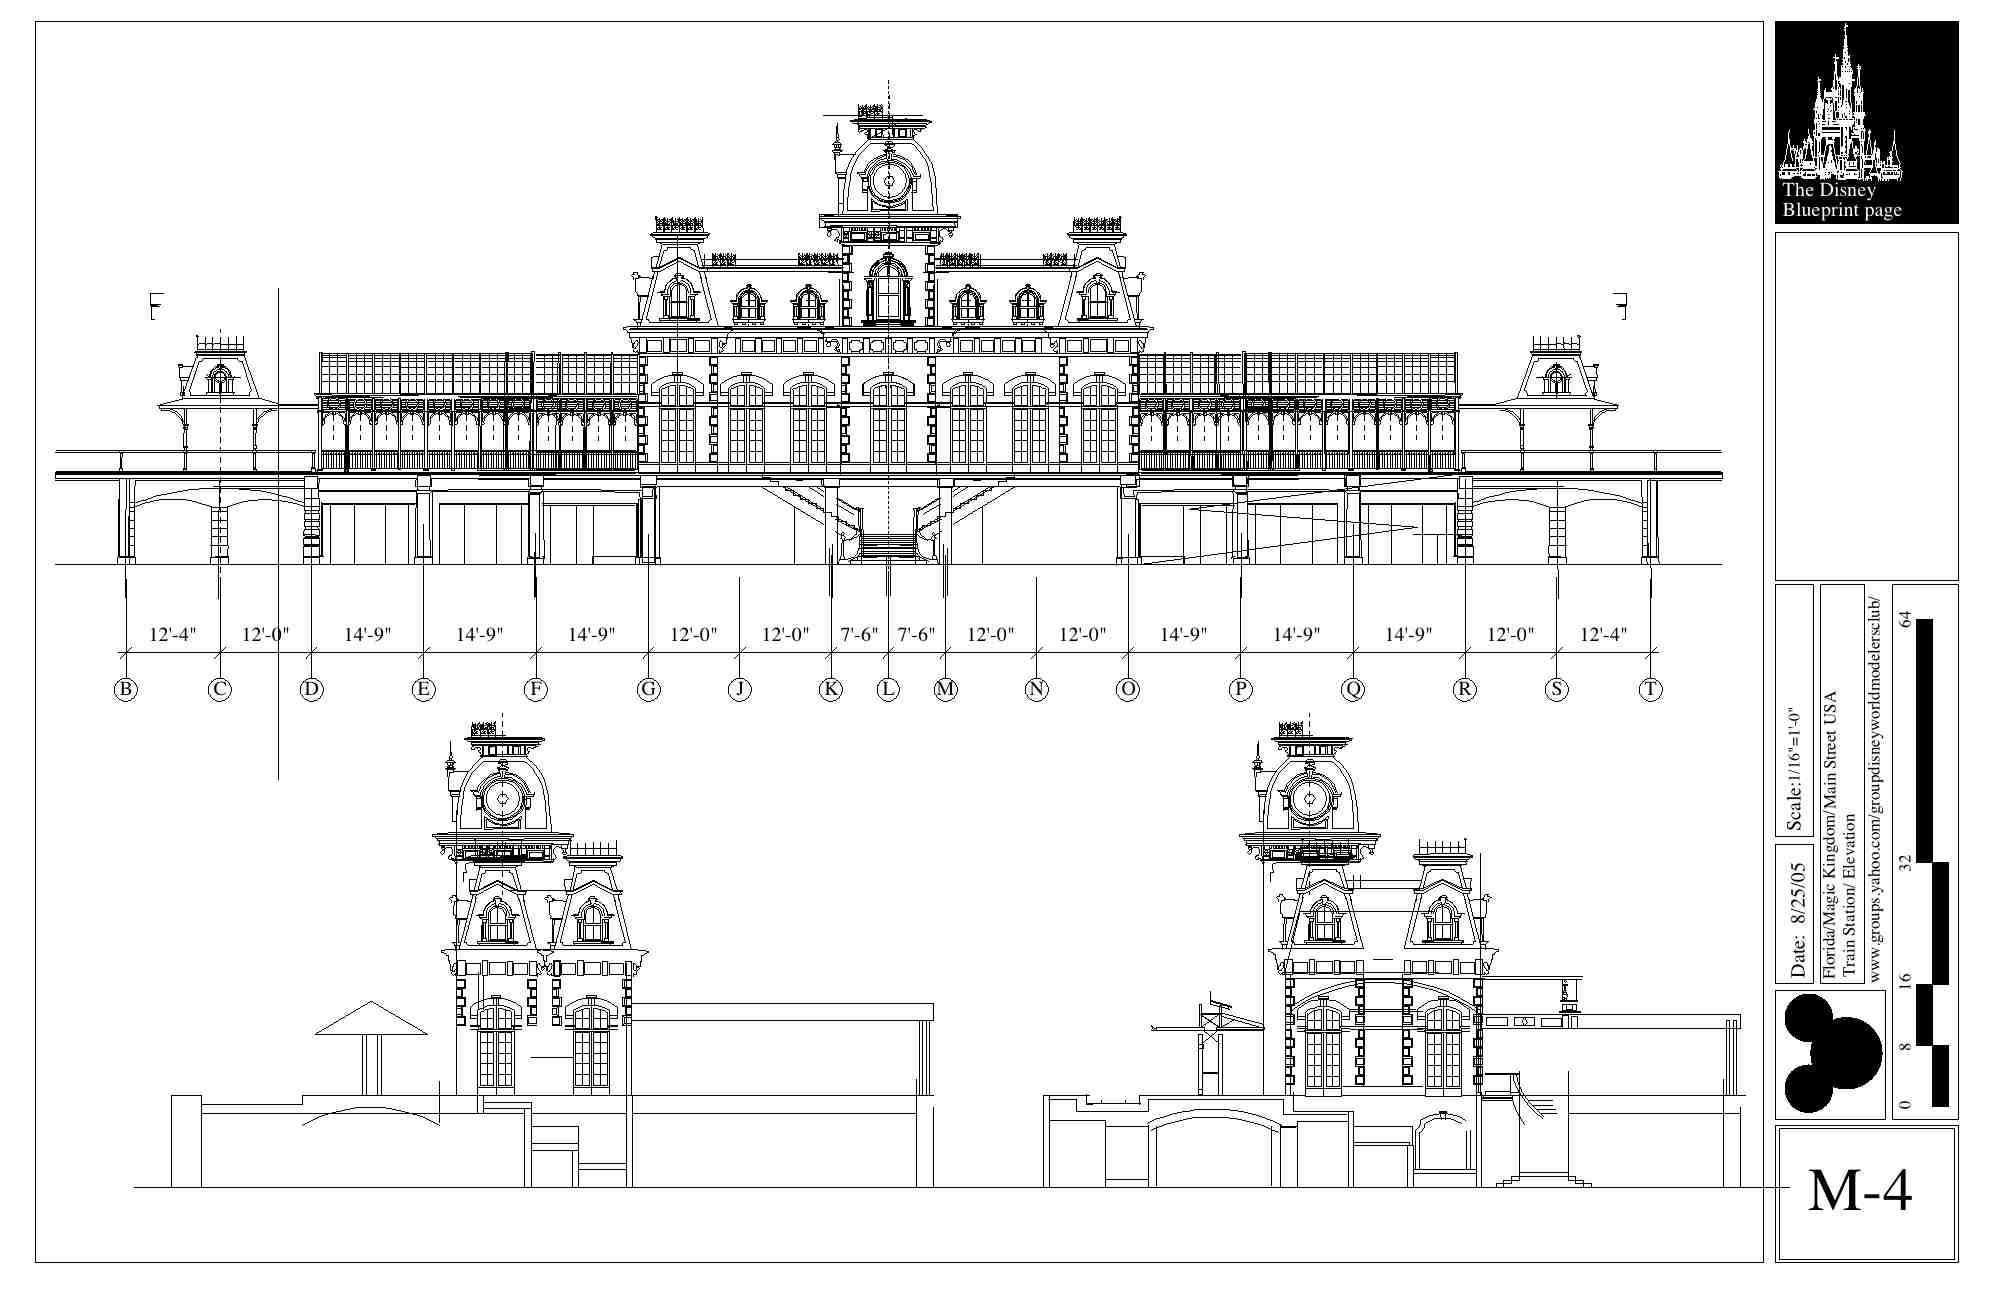 The Disney
Blueprint page
12'-4" 12'-0" 14'-9" 14'-9" 14'-9" 12'-0" 12'-0" 7'-6" 7'-6" 12'-0" 12'-0" 14'-9" 14'-9" 14'-9" 12'-0" 12'-4"
B C D E F G J K L M N O P Q R S T
Scale:1/16"=1'-0"
Date: 8/25/05
Florida/Magic Kingdom/Main Street USA
Train Station/ Elevation
www.groups.yahoo.com/groupdisneyworldmodelersclub/
0 8 16 32 64
M-4